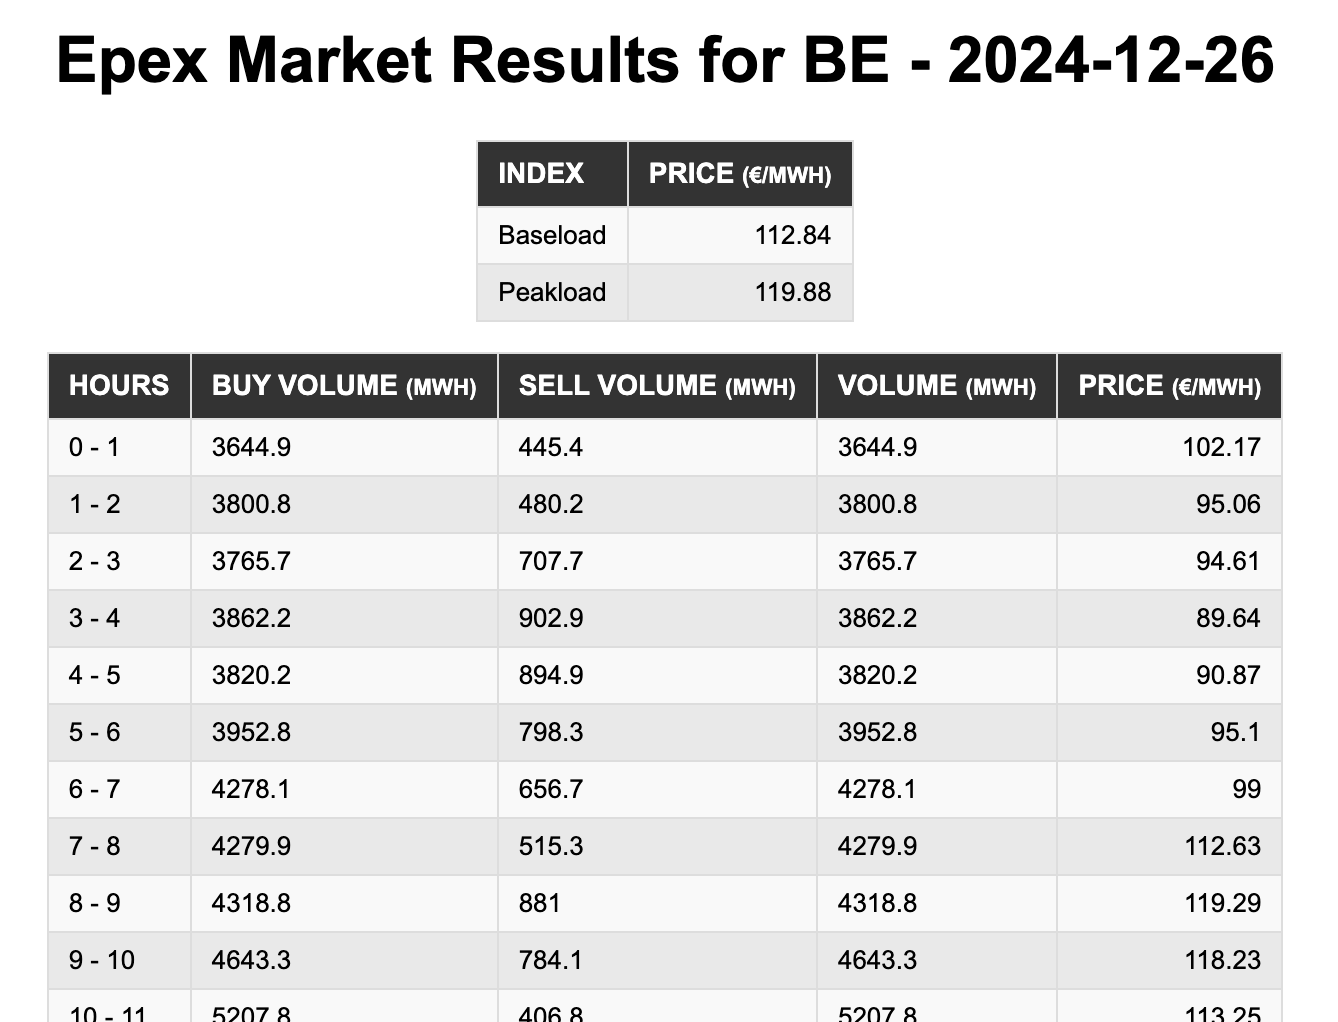 Epex Market Results for BE - 2024-12-26
INDEX PRICE (€/MWH)
Baseload 112.84
Peakload 119.88
HOURS BUY VOLUME (MWH) SELL VOLUME (MWH) VOLUME (MWH) PRICE (€/MWH)
0 - 1 3644.9 445.4 3644.9 102.17
1 - 2 3800.8 480.2 3800.8 95.06
2 - 3 3765.7 707.7 3765.7 94.61
3 - 4 3862.2 902.9 3862.2 89.64
4 - 5 3820.2 894.9 3820.2 90.87
5 - 6 3952.8 798.3 3952.8 95.1
6 - 7 4278.1 656.7 4278.1 99
7 - 8 4279.9 515.3 4279.9 112.63
8 - 9 4318.8 881 4318.8 119.29
9 - 10 4643.3 784.1 4643.3 118.23
10 - 11 5207.8 406.8 5207.8 113.25